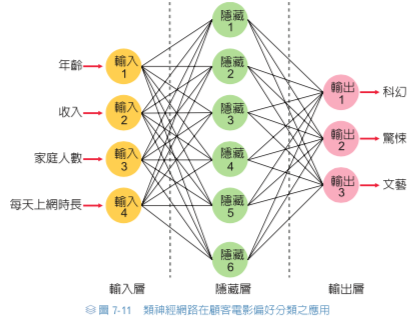 年齡
收入
家庭人數
每天上網時長
輸入
1
輸入
2
輸入
3
輸入
4
隱藏
1
隱藏
2
隱藏
3
隱藏
4
隱藏
5
隱藏
6
輸出
1
輸出
2
輸出
3
科幻
驚悚
文藝
輸入層
隱藏層
輸出層
圖 7-11 類神經網路在顧客電影偏好分類之應用